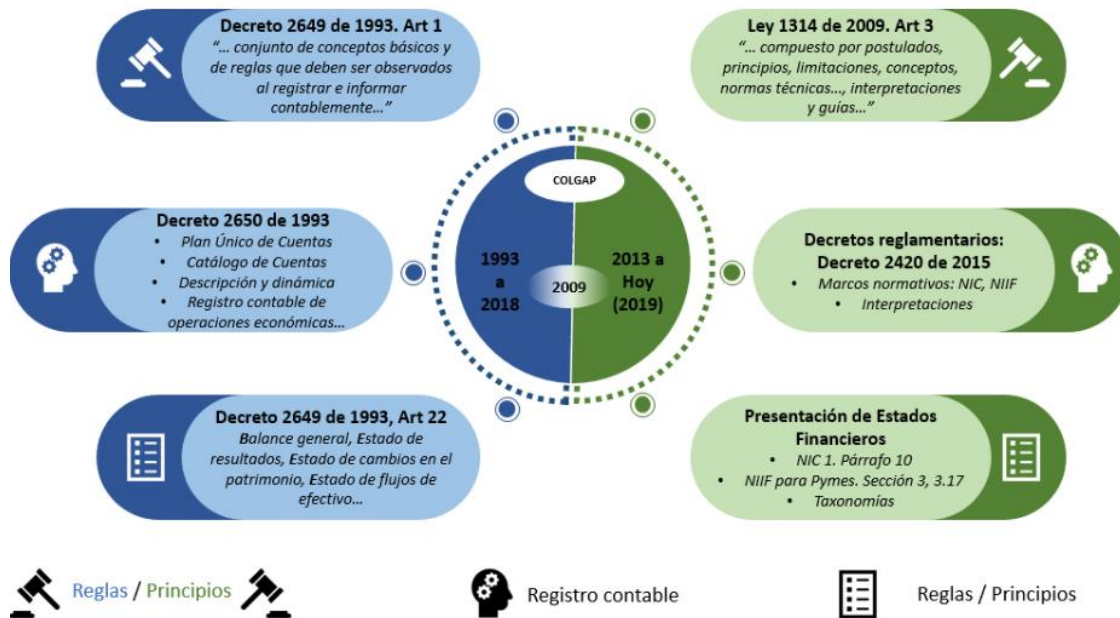 Decreto 2649 de 1993. Art 1
“… conjunto de conceptos básicos y
de reglas que deben ser observados
al registrar e informar
contablemente…”
Ley 1314 de 2009. Art 3
“… compuesto por postulados,
principios, limitaciones, conceptos,
normas técnicas…, interpretaciones
y guías…”
Decreto 2650 de 1993
• Plan Único de Cuentas
• Catálogo de Cuentas
• Descripción y dinámica
• Registro contable de
operaciones económicas…
COLGAP
1993
a
2018
2009
2013 a
Hoy
(2019)
Decretos reglamentarios:
Decreto 2420 de 2015
• Marcos normativos: NIC, NIIF
• Interpretaciones
Decreto 2649 de 1993, Art 22
Balance general, Estado de
resultados, Estado de cambios en el
patrimonio, Estado de flujos de
efectivo…
Presentación de Estados
Financieros
• NIC 1. Párrafo 10
• NIIF para Pymes. Sección 3, 3.17
• Taxonomías
Reglas / Principios
Registro contable
Reglas / Principios